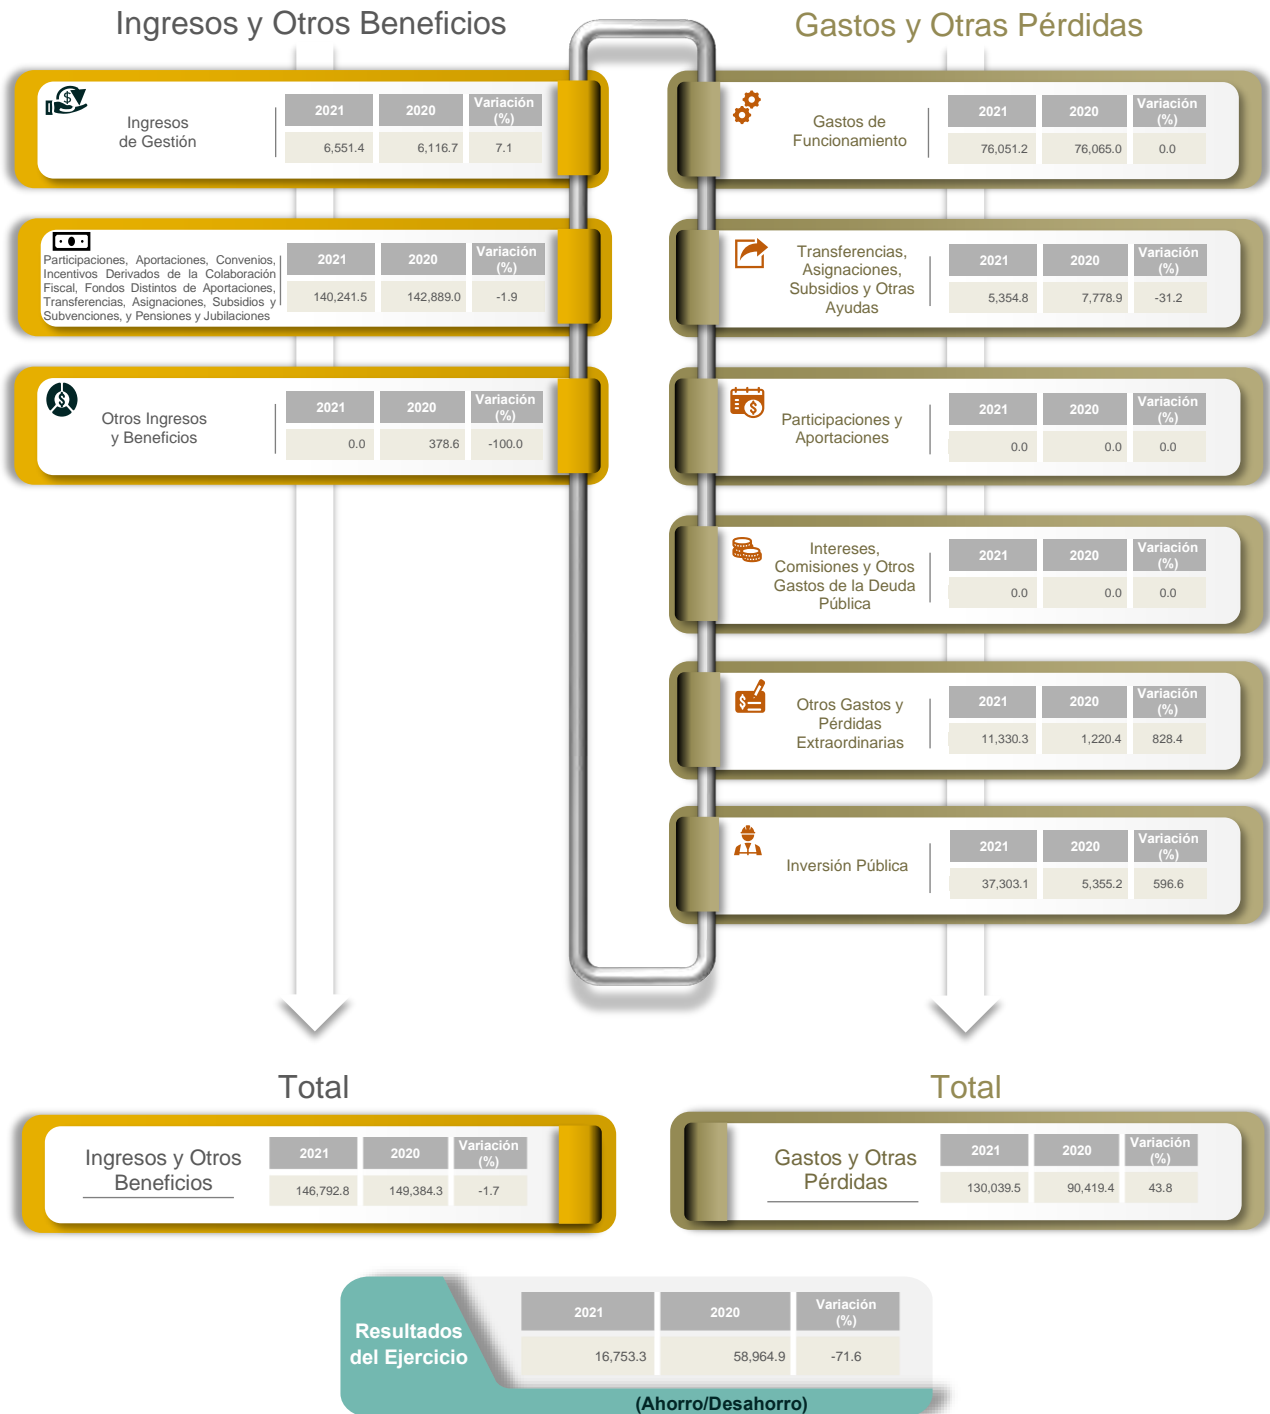 Ingresos y Otros Beneficios
Ingresos
de Gestión
2021 2020 Variación (%)
6,551.4 6,116.7 7.1
Participaciones, Aportaciones, Convenios,
Incentivos Derivados de la Colaboración
Fiscal, Fondos Distintos de Aportaciones,
Transferencias, Asignaciones, Subsidios y
Subvenciones, y Pensiones y Jubilaciones
2021 2020 Variación (%)
140,241.5 142,889.0 -1.9
Otros Ingresos
y Beneficios
2021 2020 Variación (%)
0.0 378.6 -100.0
Gastos y Otras Pérdidas
Gastos de
Funcionamiento
2021 2020 Variación (%)
76,051.2 76,065.0 0.0
Transferencias,
Asignaciones,
Subsidios y Otras
Ayudas
2021 2020 Variación (%)
5,354.8 7,778.9 -31.2
Participaciones y
Aportaciones
2021 2020 Variación (%)
0.0 0.0 0.0
Intereses,
Comisiones y Otros
Gastos de la Deuda
Pública
2021 2020 Variación (%)
0.0 0.0 0.0
Otros Gastos y
Pérdidas
Extraordinarias
2021 2020 Variación (%)
11,330.3 1,220.4 828.4
Inversión Pública
2021 2020 Variación (%)
37,303.1 5,355.2 596.6
Total
Ingresos y Otros
Beneficios
2021 2020 Variación (%)
146,792.8 149,384.3 -1.7
Total
Gastos y Otras
Pérdidas
2021 2020 Variación (%)
130,039.5 90,419.4 43.8
Resultados
del Ejercicio
2021 2020 Variación (%)
16,753.3 58,964.9 -71.6
(Ahorro/Desahorro)